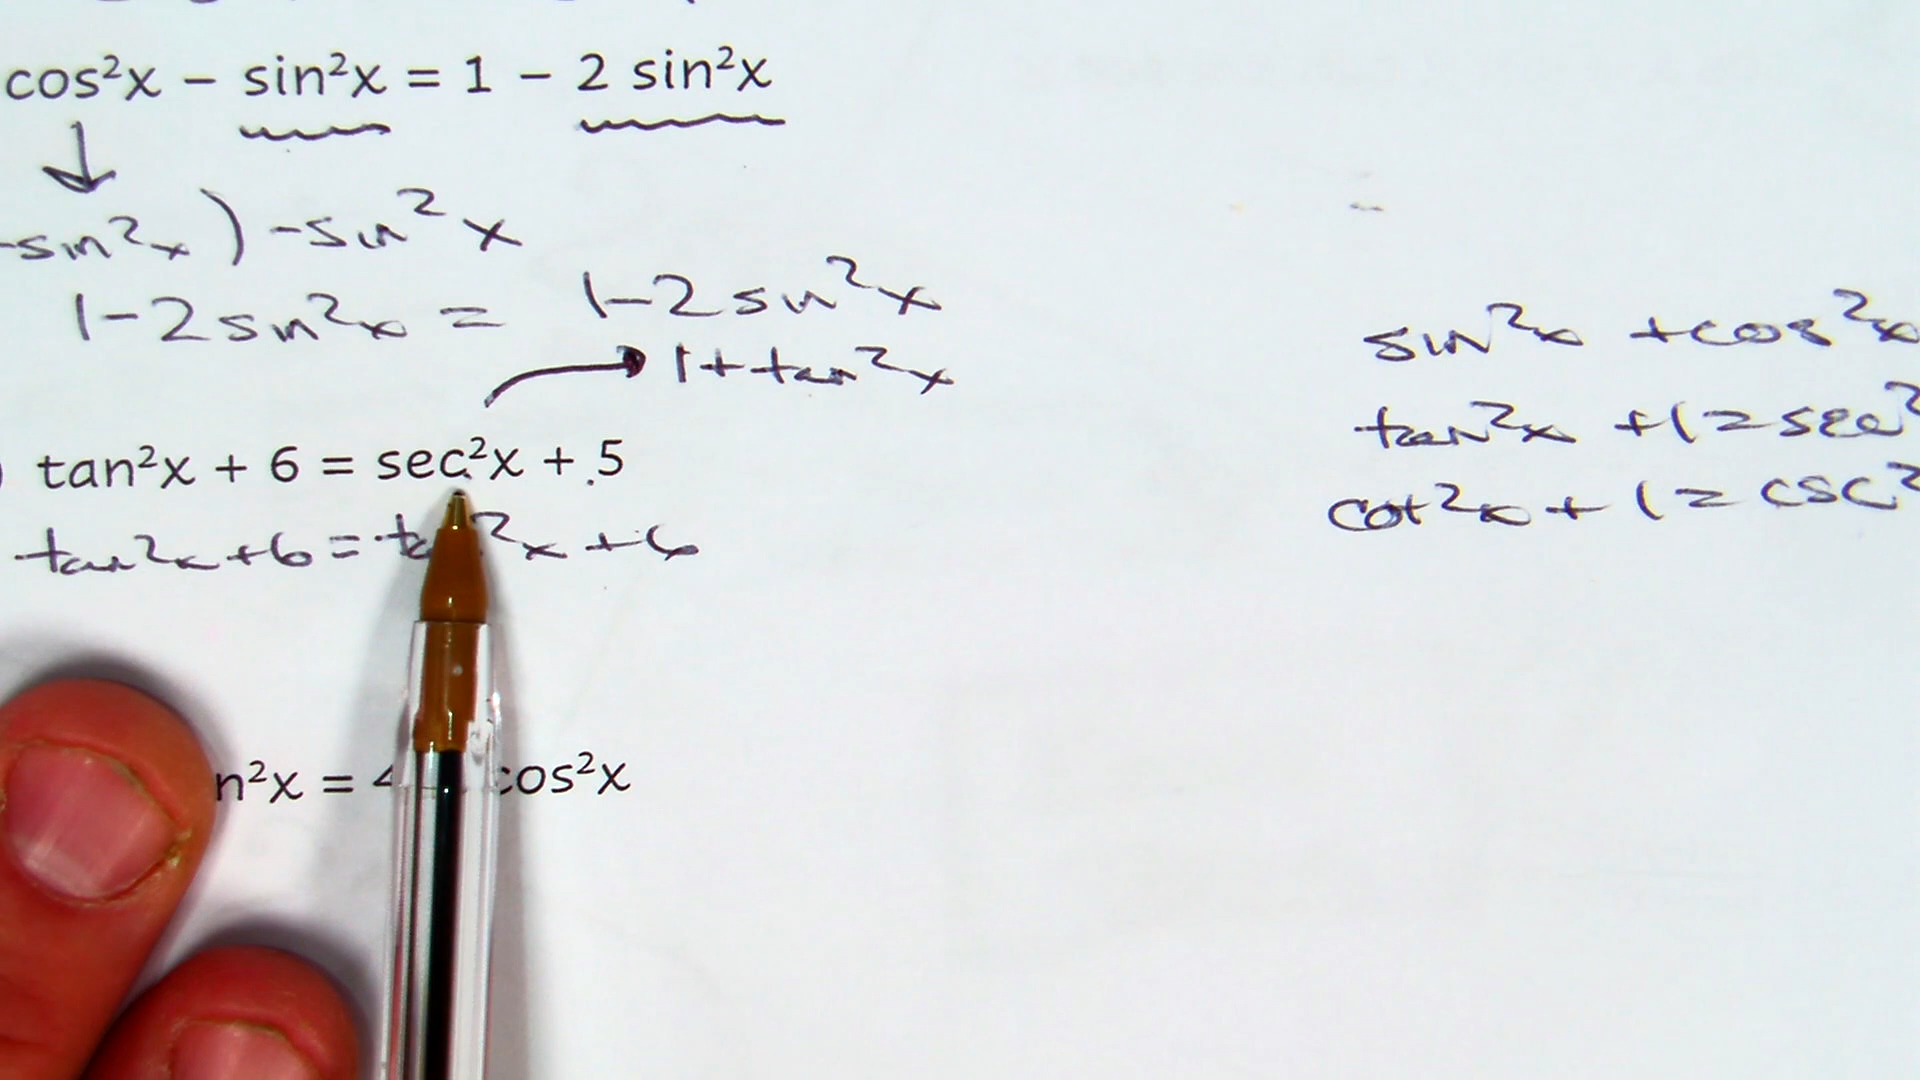 cos²x – sin²x = 1 – 2 sin²x
-sin²x ) -sin²x
1-2sin²x = 1-2sin²x
1+tan²x
tan²x + 6 = sec²x + 5
tan²x+6 = tan²x+6
n²x = 4 cos²x
sin²x +cos²x
tan²x +1=sec²
cot²x+1=csc²